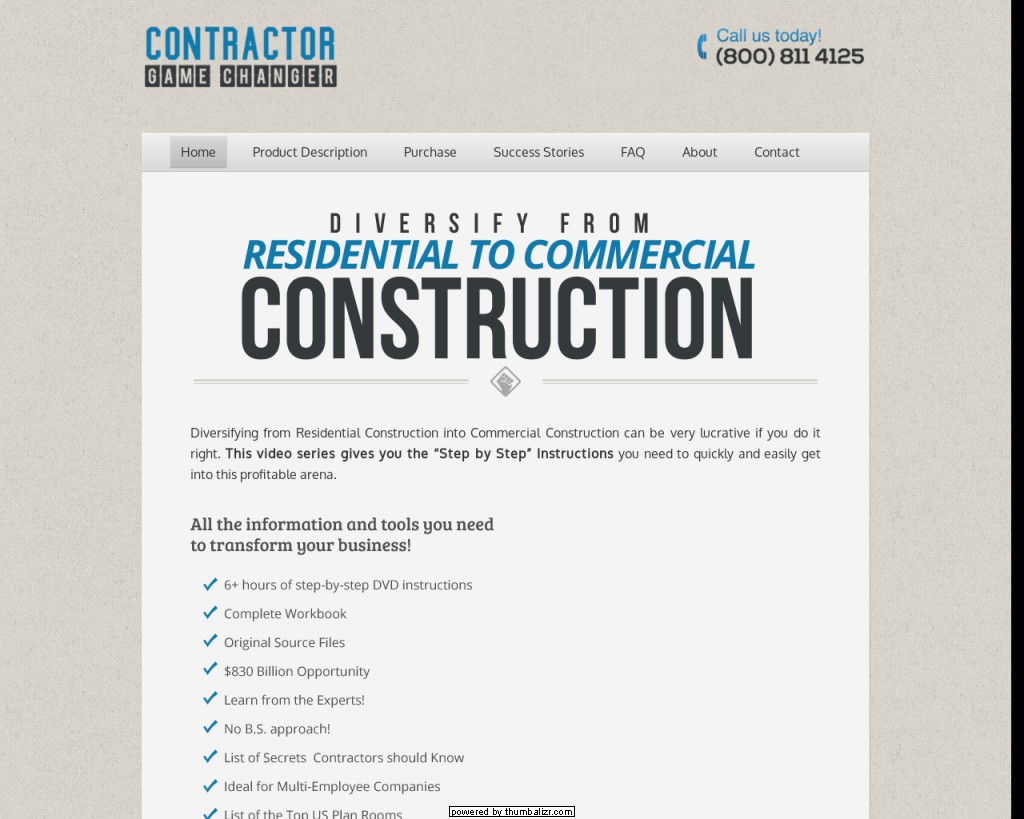 CONTRACTOR
GAME CHANGER
Call us today!
(800) 811 4125
Home Product Description Purchase Success Stories FAQ About Contact
DIVERSIFY FROM
RESIDENTIAL TO COMMERCIAL
CONSTRUCTION
Diversifying from Residential Construction into Commercial Construction can be very lucrative if you do it
right. This video series gives you the “Step by Step” Instructions you need to quickly and easily get
into this profitable arena.
All the information and tools you need
to transform your business!
6+ hours of step-by-step DVD instructions
Complete Workbook
Original Source Files
$830 Billion Opportunity
Learn from the Experts!
No B.S. approach!
List of Secrets Contractors should Know
Ideal for Multi-Employee Companies
List of the Top US Plan Rooms
powered by thumbalizr.com